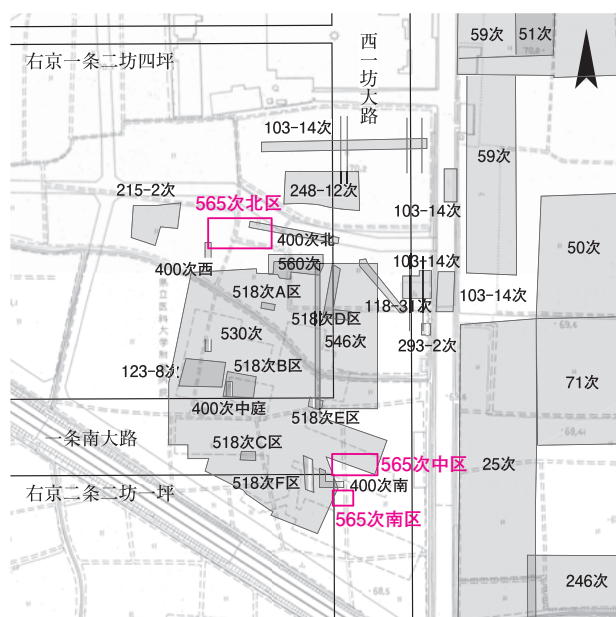 59次
51次
右京一条二坊四坪
西一坊大路
103-14次
59次
215-2次
565次北区
248-12次
103-14次
400次北
50次
400次西
560次
103-14次
518次A区
103-14次
518次D区
118-31次
530次
546次
293-2次
123-8次
518次B区
71次
400次中庭
518次E区
一条南大路
518次C区
565次中区
25次
518次F区
400次南
右京二条二坊一坪
565次南区
246次